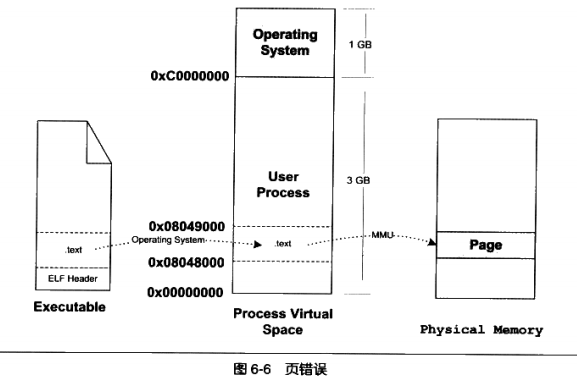 Operating
System
1 GB
0xC0000000
User
Process
3 GB
0x08049000
.text
Operating System
.text
MMU
Page
0x08048000
ELF Header
0x00000000
Executable
Process Virtual
Space
Physical Memory
图 6-6 页错误